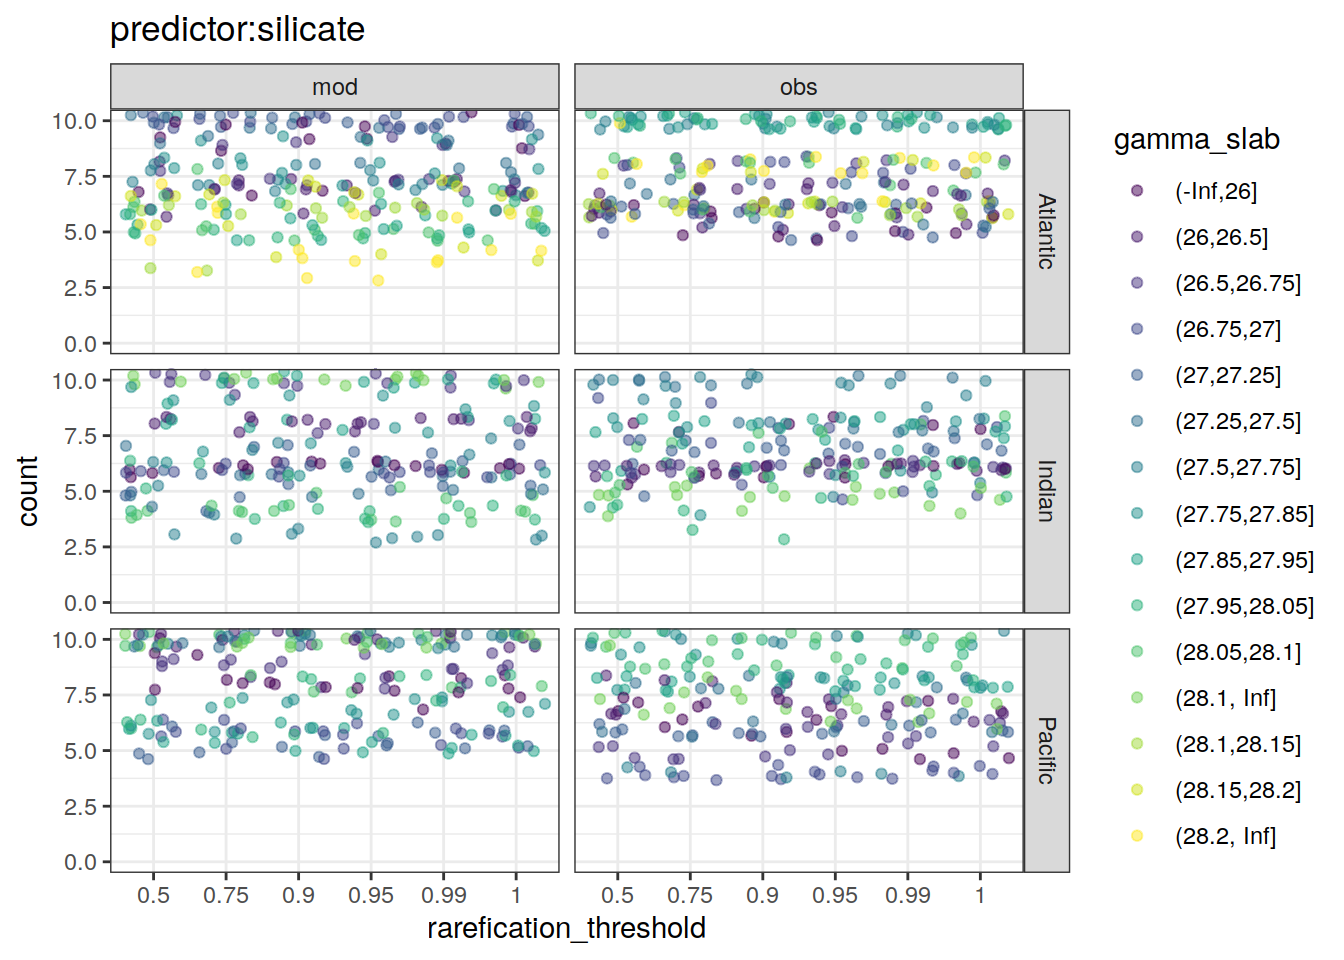 predictor:silicate
mod
obs
10.0
7.5
5.0
2.5
0.0
Atlantic
10.0
7.5
5.0
2.5
0.0
Indian
10.0
7.5
5.0
2.5
0.0
Pacific
count
0.5 0.75 0.9 0.95 0.99 1
0.5 0.75 0.9 0.95 0.99 1
rarefication_threshold
gamma_slab
(-Inf,26]
(26,26.5]
(26.5,26.75]
(26.75,27]
(27,27.25]
(27.25,27.5]
(27.5,27.75]
(27.75,27.85]
(27.85,27.95]
(27.95,28.05]
(28.05,28.1]
(28.1, Inf]
(28.1,28.15]
(28.15,28.2]
(28.2, Inf]